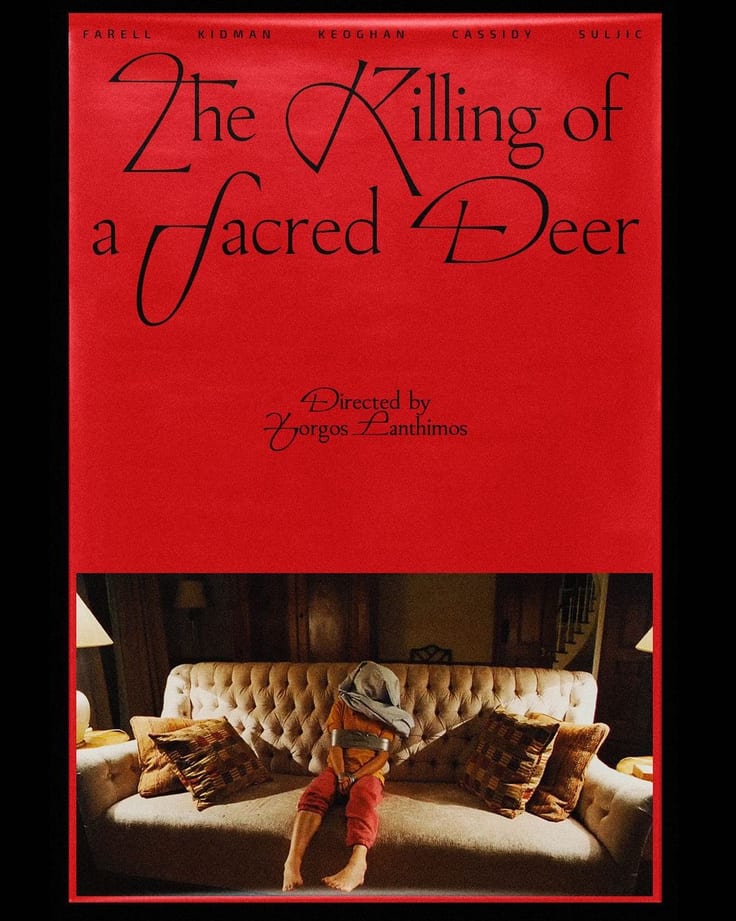 FARELL KIDMAN KEOGHAN CASSIDY SULJIC
The Killing of
a Sacred Deer
Directed by
Yorgos Lanthimos